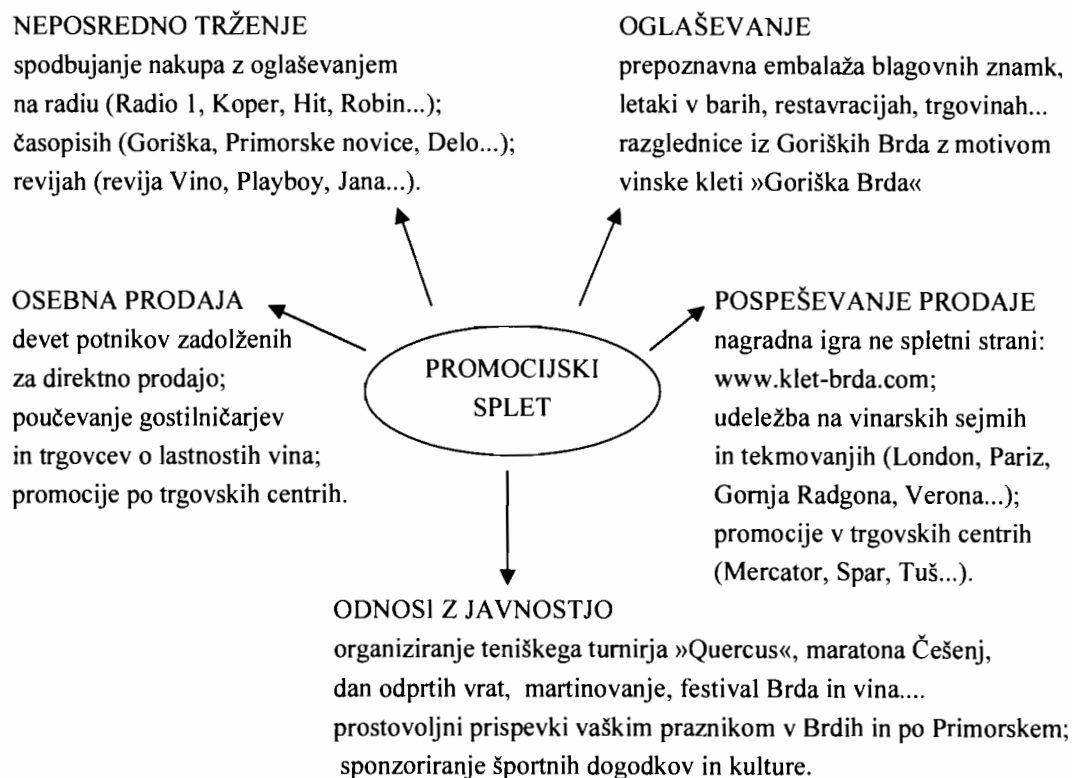 NEPOSREDNO TRŽENJE
spodbujanje nakupa z oglaševanjem
na radiu (Radio 1, Koper, Hit, Robin...);
časopisih (Goriška, Primorske novice, Delo...);
revijah (revija Vino, Playboy, Jana...).
OGLAŠEVANJE
prepoznavna embalaža blagovnih znamk,
letaki v barih, restavracijah, trgovinah...
razglednice iz Goriških Brda z motivom
vinske kleti »Goriška Brda«
OSEBNA PRODAJA
devet potnikov zadolženih
za direktno prodajo;
poučevanje gostilničarjev
in trgovcev o lastnostih vina;
promocije po trgovskih centrih.
PROMOCIJSKI
SPLET
POSPEŠEVANJE PRODAJE
nagradna igra ne spletni strani:
www.klet-brda.com;
udeležba na vinarskih sejmih
in tekmovanjih (London, Pariz,
Gornja Radgona, Verona...);
promocije v trgovskih centrih
(Mercator, Spar, Tuš...).
ODNOSI Z JAVNOSTJO
organiziranje teniškega turnirja »Quercus«, maratona Češenj,
dan odprtih vrat, martinovanje, festival Brda in vina....
prostovoljni prispevki vaškim praznikom v Brdih in po Primorskem;
sponzoriranje športnih dogodkov in kulture.